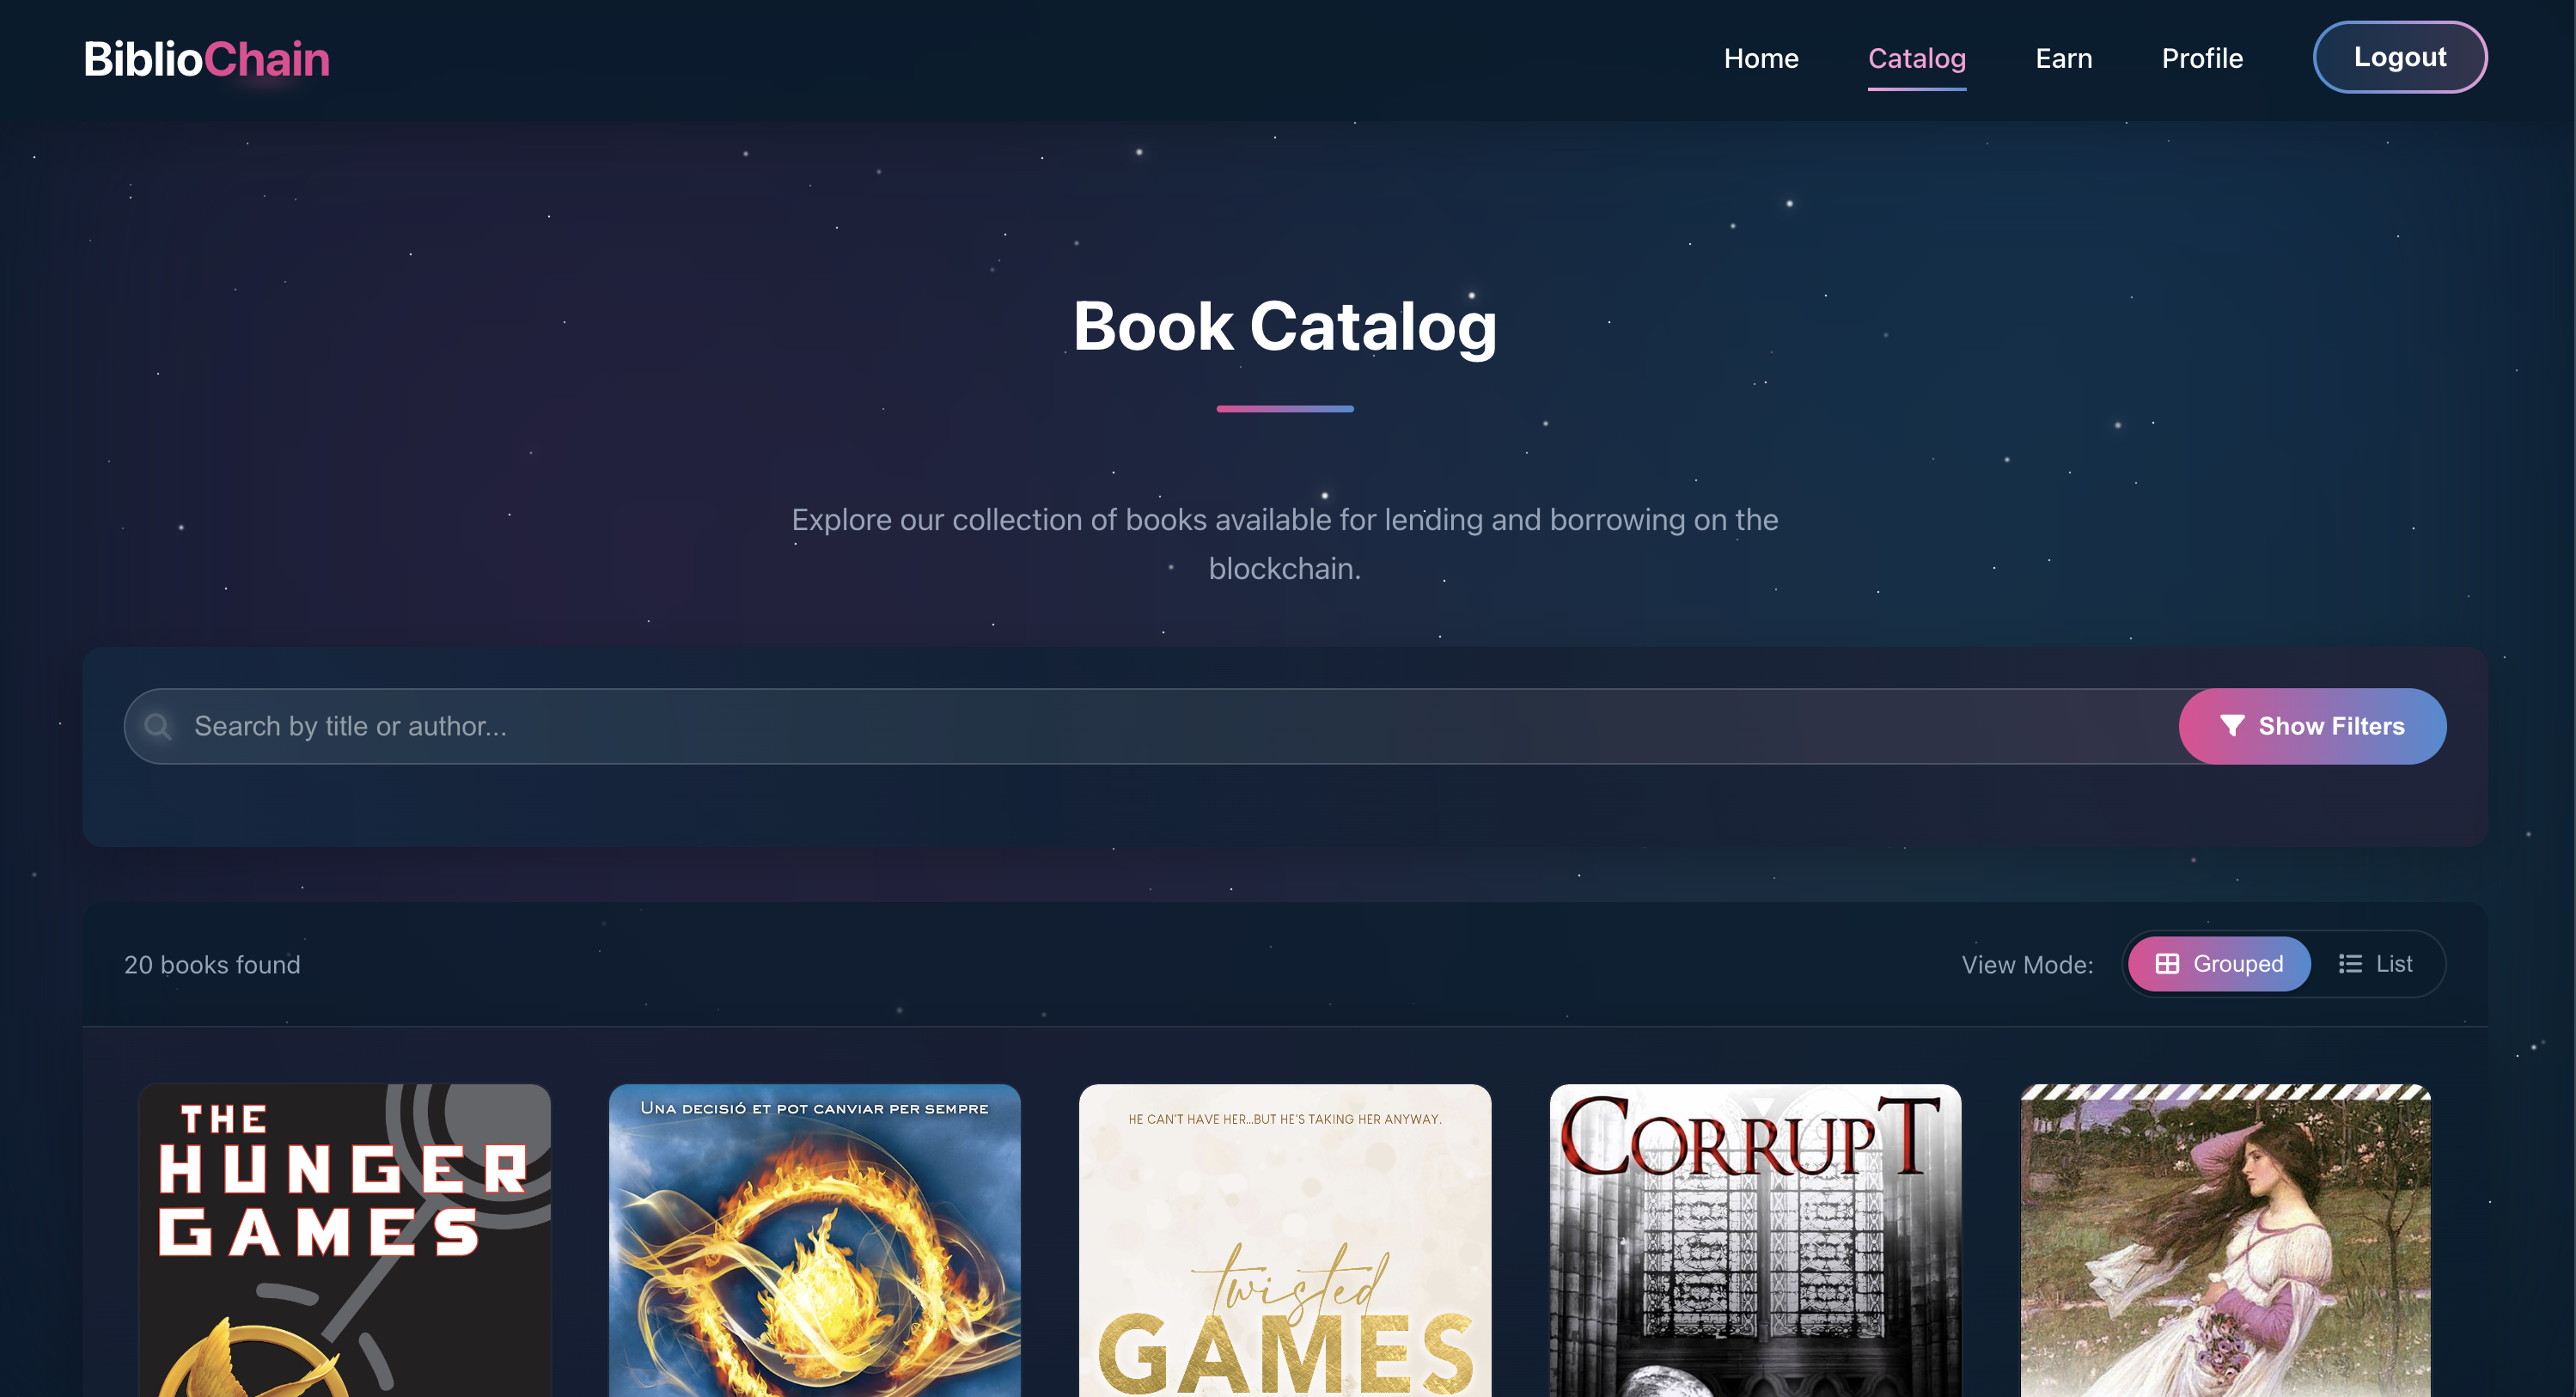 BiblioChain
Home
Catalog
Earn
Profile
Logout
Book Catalog
Explore our collection of books available for lending and borrowing on the
blockchain.
Search by title or author...
Show Filters
20 books found
View Mode:
Grouped
List
THE
HUNGER
GAMES
UNA DECISIÓ ET POT CANVIAR PER SEMPRE
HE CAN'T HAVE HER...BUT HE'S TAKING HER ANYWAY.
twisted
GAMES
CORRUPT